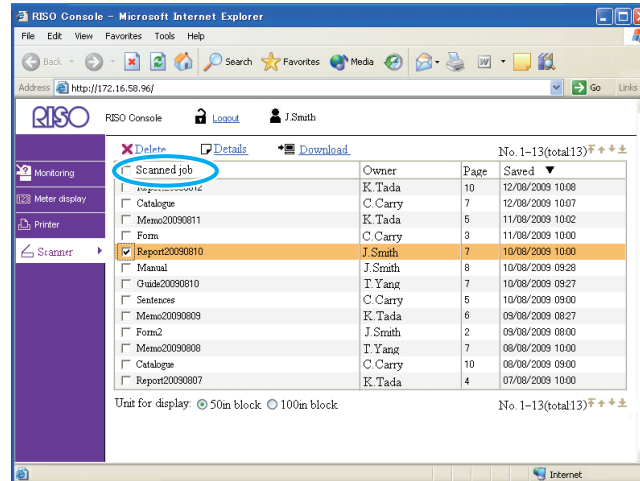 RISO Console - Microsoft Internet Explorer
File Edit View Favorites Tools Help
Back Search Favorites Media
Address http://172.16.58.96/ Go Links
RISO RISO Console Logout J.Smith
Delete Details Download No. 1-13(total:13)
Monitoring
Meter display
Printer
Scanner
Scanned job Owner Page Saved ▼
K.Tada 10 12/08/2009 10:08
Catalogue C.Carry 7 12/08/2009 10:07
Memo20090811 K.Tada 5 11/08/2009 10:02
Form C.Carry 3 11/08/2009 10:00
Report20090810 J.Smith 7 10/08/2009 10:00
Manual J.Smith 8 10/08/2009 09:28
Guide20090810 T.Yang 7 10/08/2009 09:27
Sentences C.Carry 5 10/08/2009 09:00
Memo20090809 K.Tada 6 09/08/2009 08:27
Form2 J.Smith 2 09/08/2009 08:00
Memo20090808 T.Yang 7 08/08/2009 10:00
Catalogue C.Carry 10 08/08/2009 09:00
Report20090807 K.Tada 4 07/08/2009 10:00
Unit for display: 50in block 100in block No. 1-13(total:13)
Internet